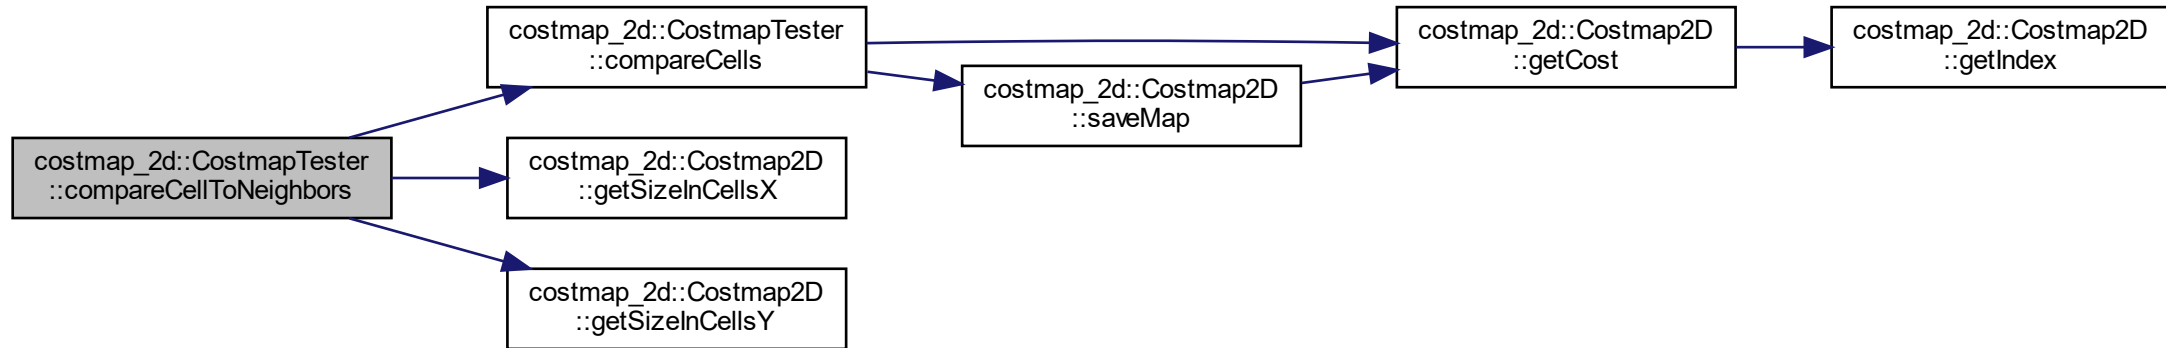 costmap_2d::CostmapTester
::compareCellToNeighbors
costmap_2d::CostmapTester
::compareCells
costmap_2d::Costmap2D
::getSizeInCellsX
costmap_2d::Costmap2D
::getSizeInCellsY
costmap_2d::Costmap2D
::saveMap
costmap_2d::Costmap2D
::getCost
costmap_2d::Costmap2D
::getIndex